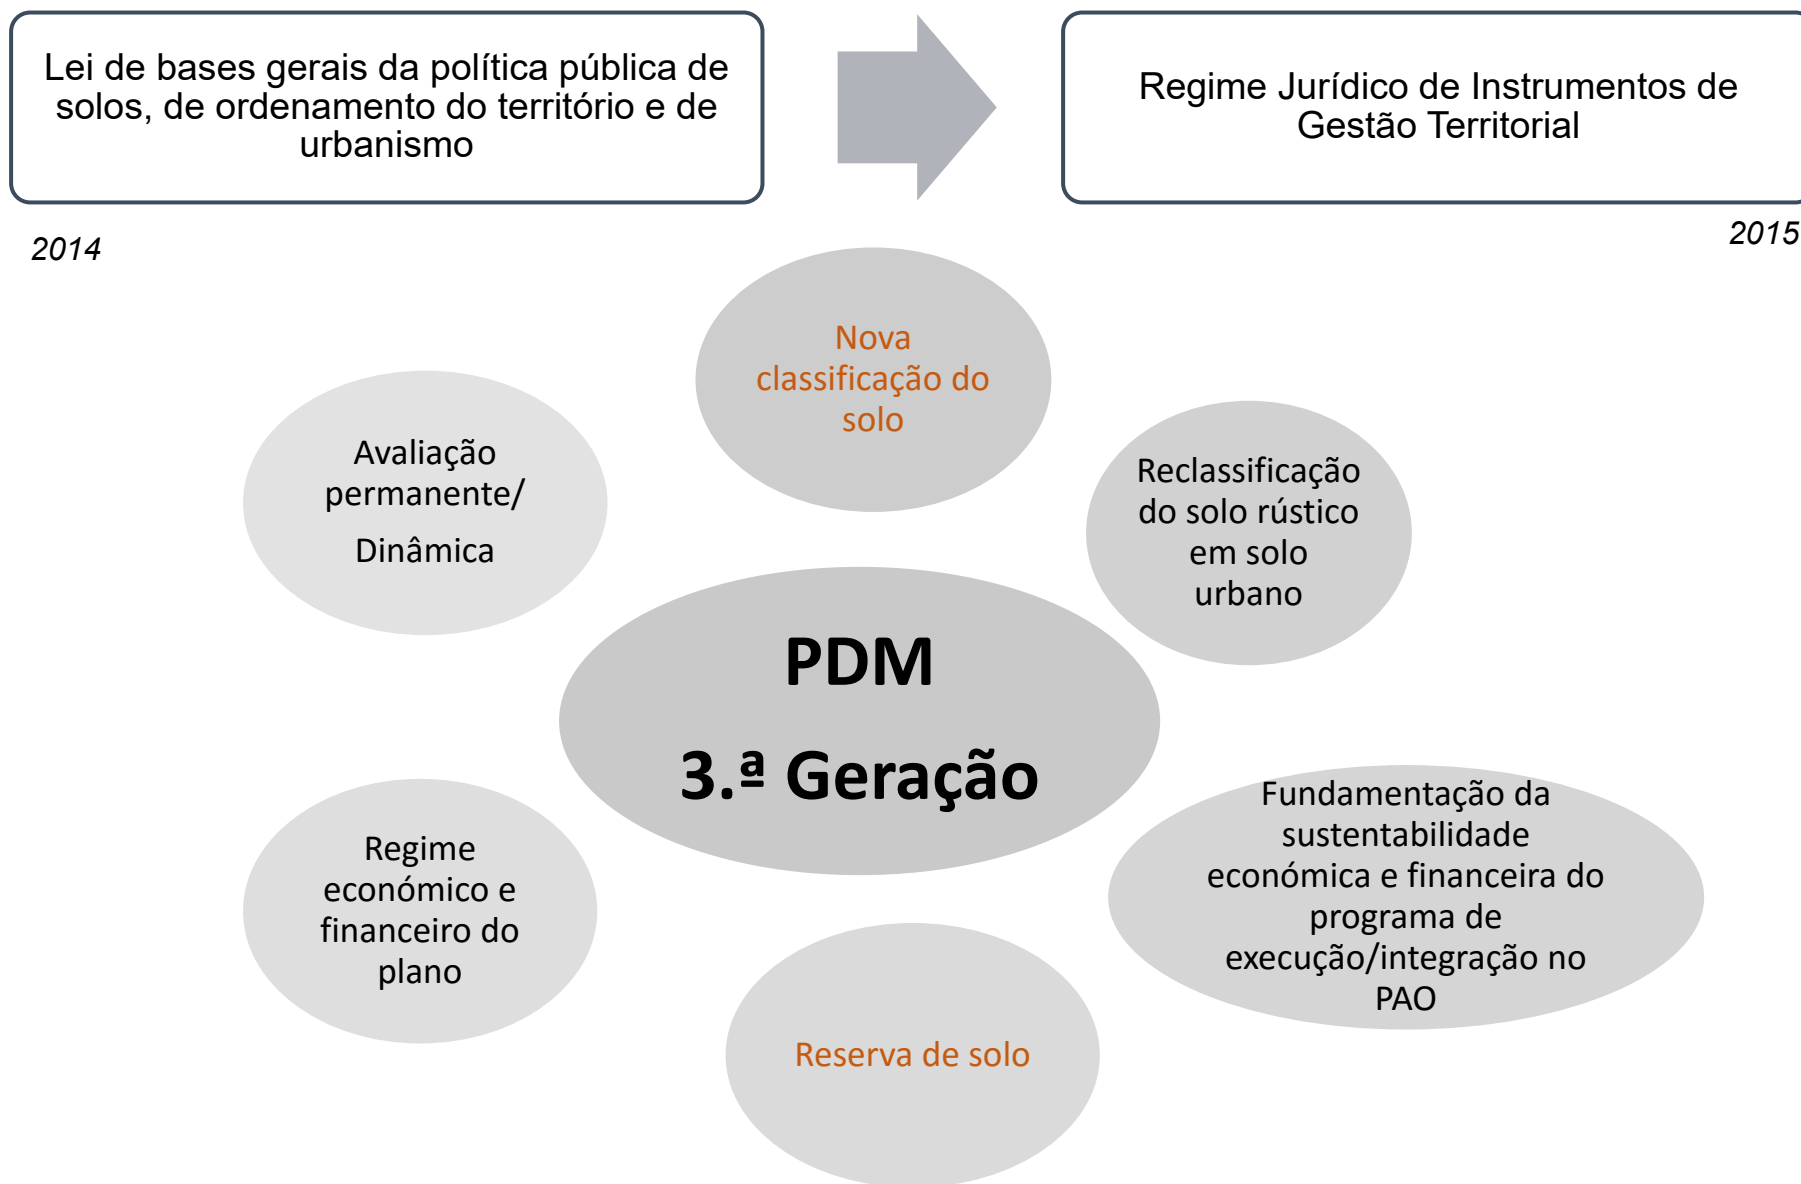 Lei de bases gerais da política pública de
solos, de ordenamento do território e de
urbanismo
Regime Jurídico de Instrumentos de
Gestão Territorial
2014
2015
Nova
classificação do
solo
Avaliação
permanente/
Dinâmica
Reclassificação
do solo rústico
em solo
urbano
PDM
3.ª Geração
Regime
económico e
financeiro do
plano
Fundamentação da
sustentabilidade
económica e financeira do
programa de
execução/integração no
PAO
Reserva de solo